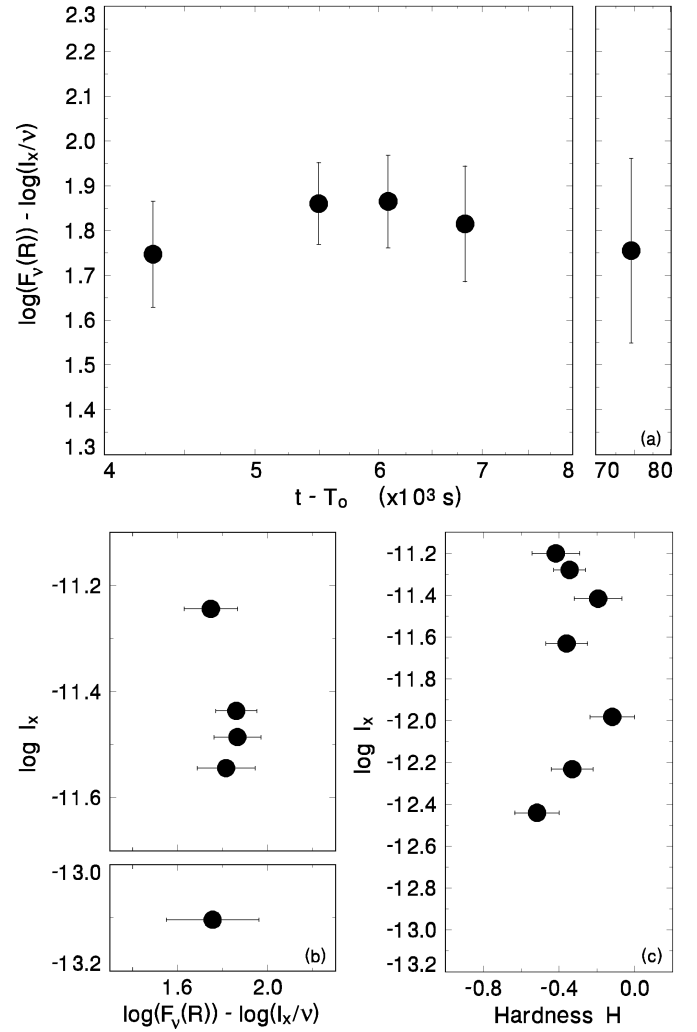 2.3
2.2
2.1
2.0
1.9
1.8
1.7
1.6
1.5
1.4
1.3
log(Fν(R)) - log(Ix/ν)
4 5 6 7 8
70 80
(a)
t - To (x10³ s)
-11.2
-11.4
-11.6
log Ix
-13.0
-13.2
(b)
1.6 2.0
log(Fν(R)) - log(Ix/ν)
-11.2
-11.4
-11.6
-11.8
-12.0
-12.2
-12.4
-12.6
-12.8
-13.0
-13.2
log Ix
(c)
-0.8 -0.4 0.0
Hardness H